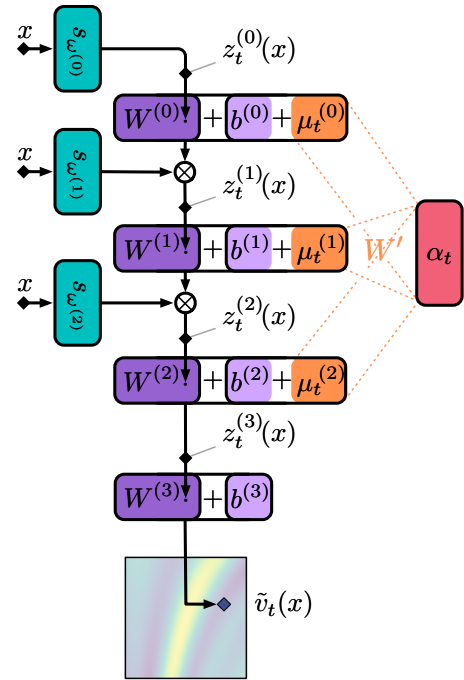 x s_ω^(0) z_t^(0)(x)
W^(0)· + b^(0) + μ_t^(0)
x s_ω^(1) z_t^(1)(x)
W^(1)· + b^(1) + μ_t^(1) W′ α_t
x s_ω^(2) z_t^(2)(x)
W^(2)· + b^(2) + μ_t^(2)
z_t^(3)(x)
W^(3)· + b^(3)
ṽ_t(x)